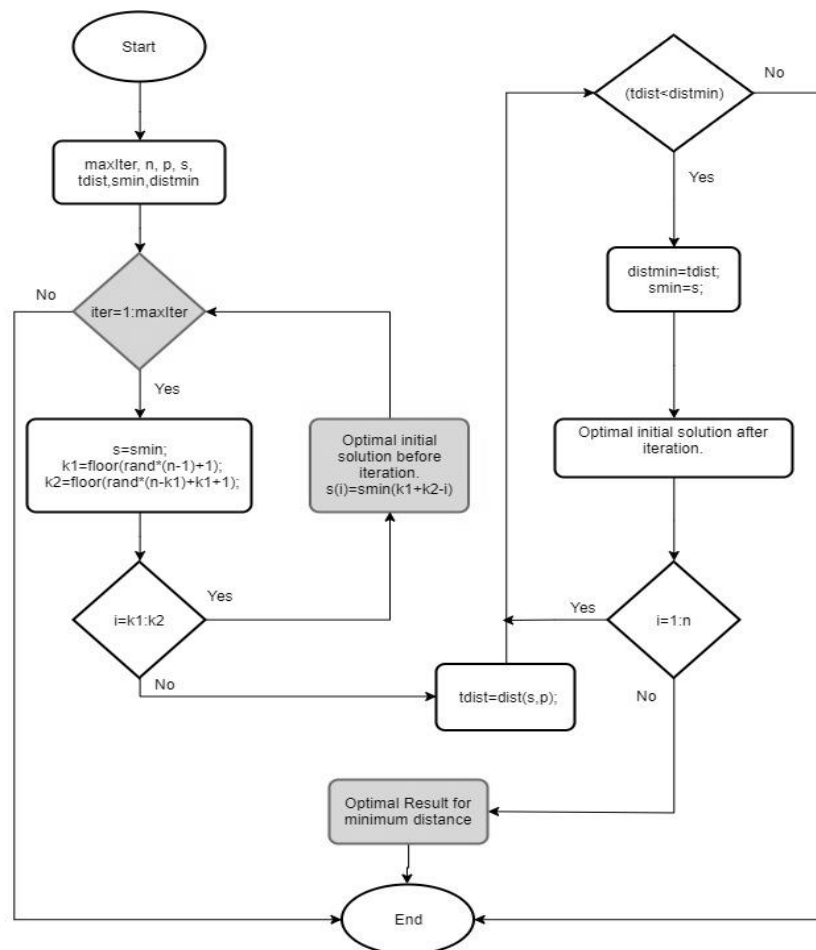 Start
maxIter, n, p, s,
tdist,smin,distmin
iter=1:maxIter
No
Yes
s=smin;
k1=floor(rand*(n-1)+1);
k2=floor(rand*(n-k1)+k1+1);
Optimal initial
solution before
iteration.
s(i)=smin(k1+k2-i)
i=k1:k2
Yes
No
tdist=dist(s,p);
(tdist<distmin)
No
Yes
distmin=tdist;
smin=s;
Optimal initial solution after
iteration.
i=1:n
Yes
No
Optimal Result for
minimum distance
End